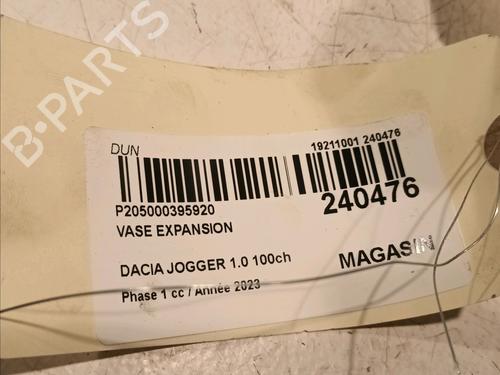 B-PARTS
DUN
19211001 240476
P205000395920
240476
VASE EXPANSION
DACIA JOGGER 1.0 100ch
MAGASIN
Phase 1 cc / Année 2023